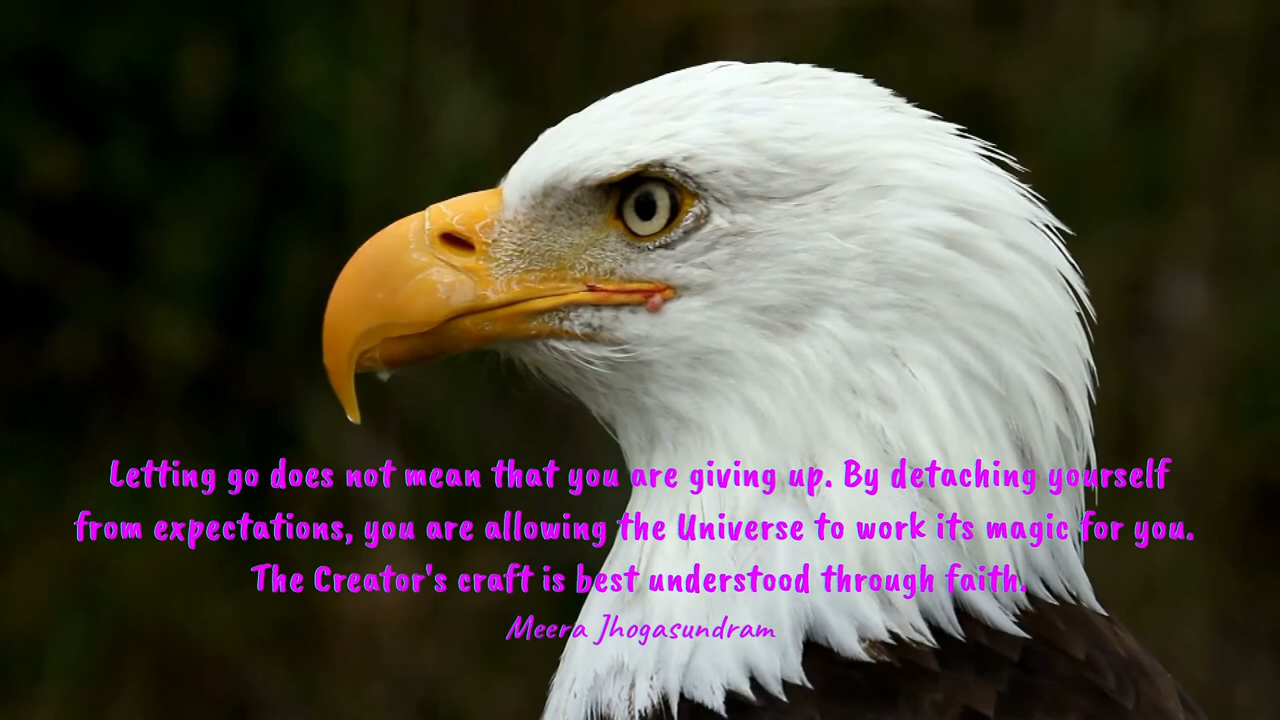 Letting go does not mean that you are giving up. By detaching yourself
from expectations, you are allowing the Universe to work its magic for you.
The Creator's craft is best understood through faith.
Meera Jhogasundram